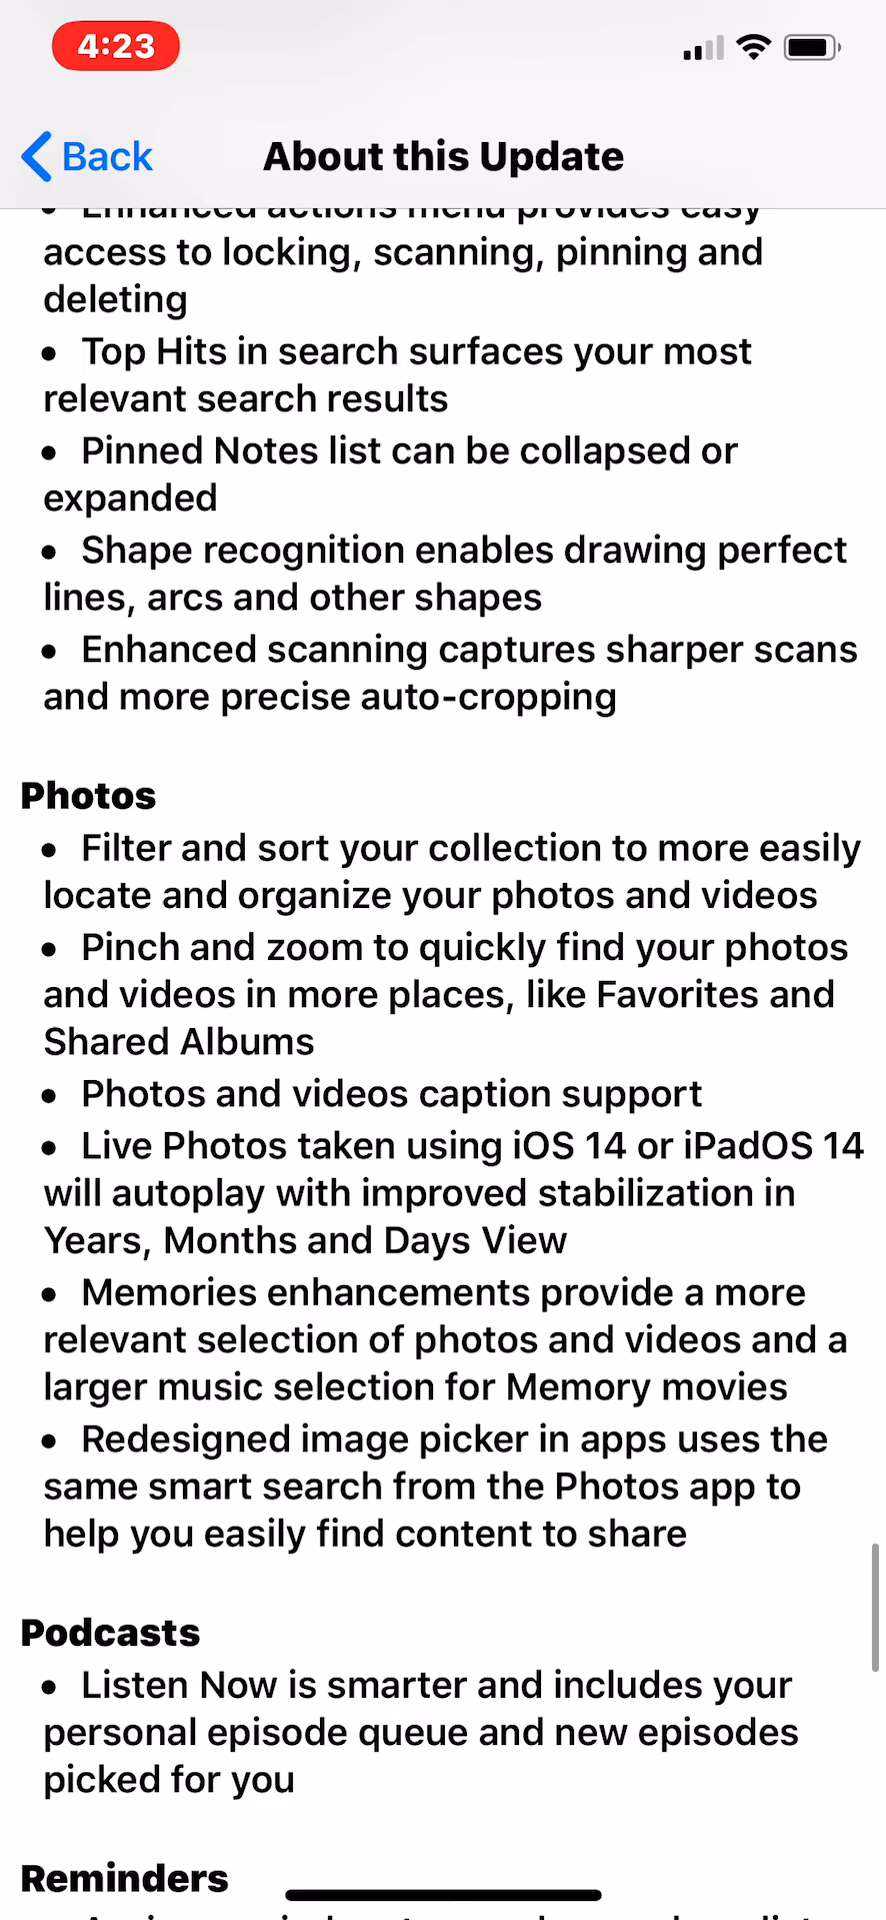 4:23
Back
About this Update
• Enhanced actions menu provides easy
access to locking, scanning, pinning and
deleting
• Top Hits in search surfaces your most
relevant search results
• Pinned Notes list can be collapsed or
expanded
• Shape recognition enables drawing perfect
lines, arcs and other shapes
• Enhanced scanning captures sharper scans
and more precise auto-cropping
Photos
• Filter and sort your collection to more easily
locate and organize your photos and videos
• Pinch and zoom to quickly find your photos
and videos in more places, like Favorites and
Shared Albums
• Photos and videos caption support
• Live Photos taken using iOS 14 or iPadOS 14
will autoplay with improved stabilization in
Years, Months and Days View
• Memories enhancements provide a more
relevant selection of photos and videos and a
larger music selection for Memory movies
• Redesigned image picker in apps uses the
same smart search from the Photos app to
help you easily find content to share
Podcasts
• Listen Now is smarter and includes your
personal episode queue and new episodes
picked for you
Reminders